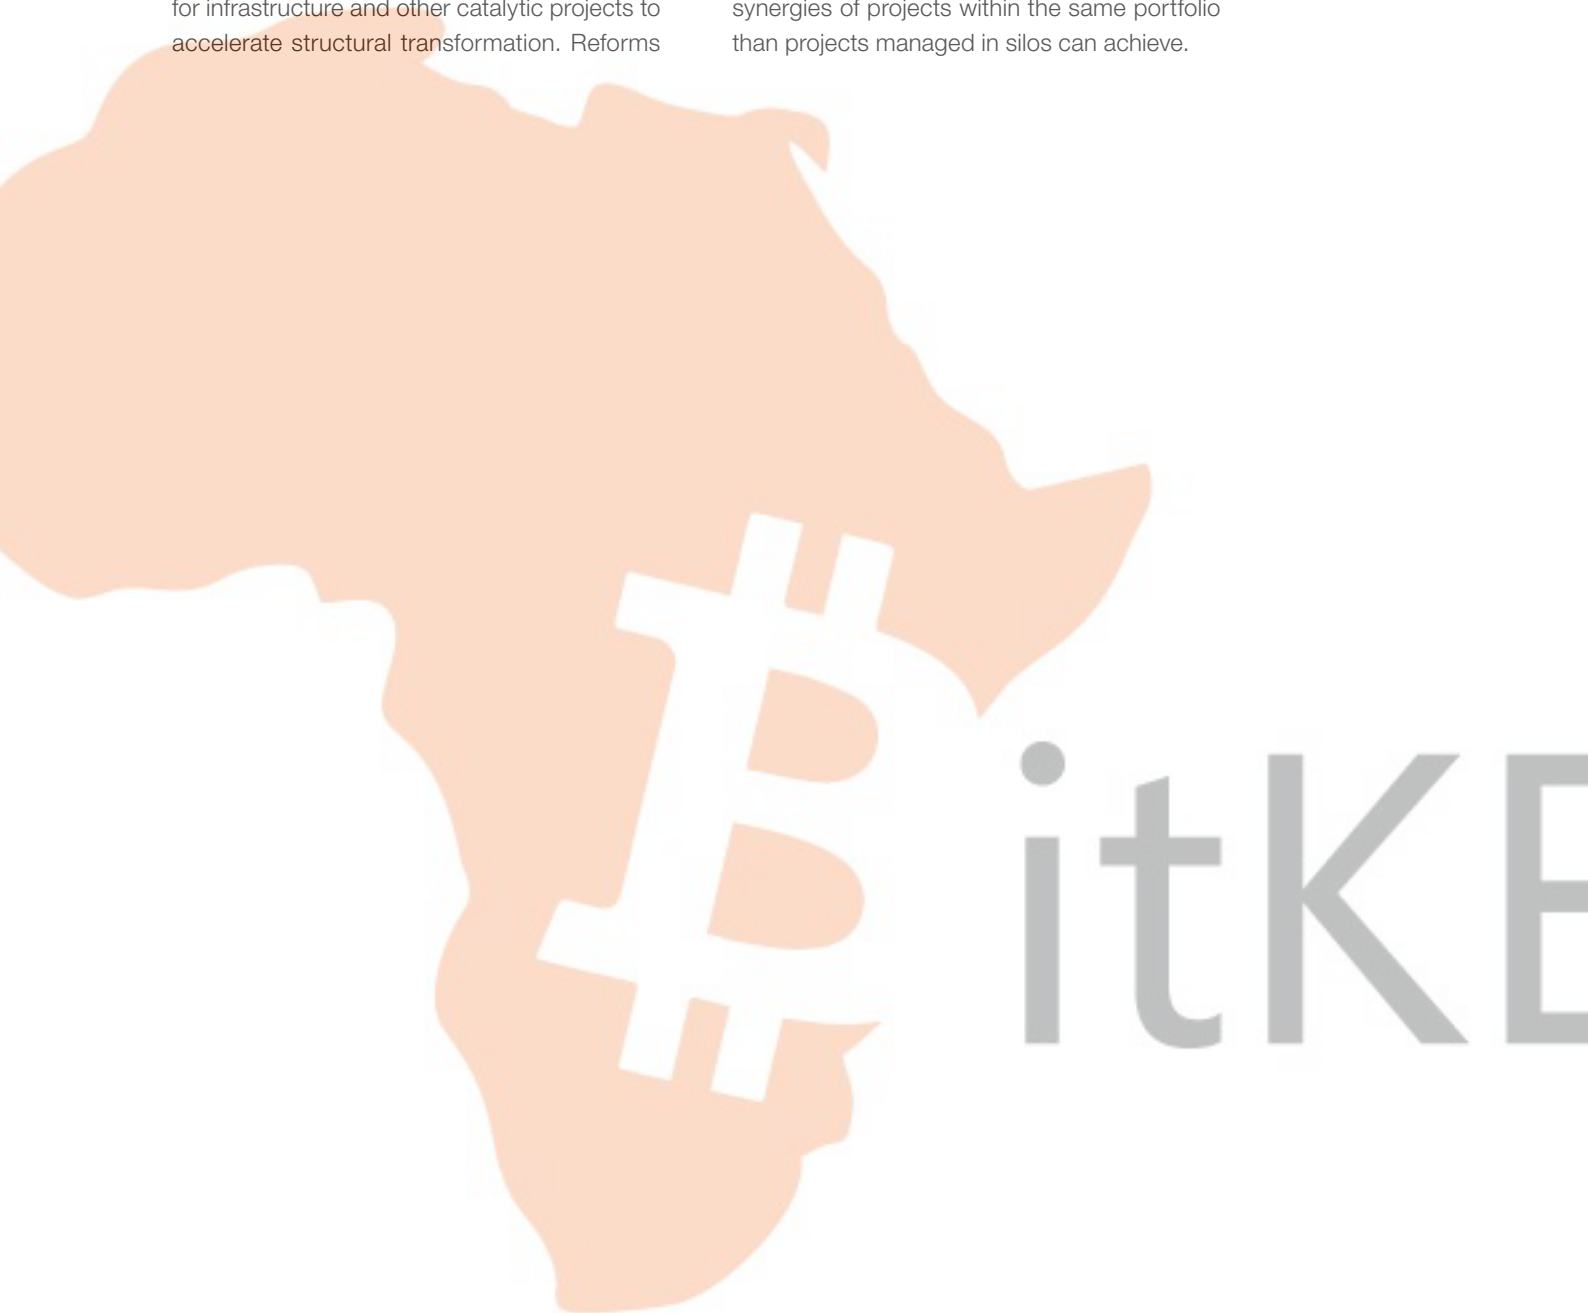 for infrastructure and other catalytic projects to
accelerate structural transformation. Reforms
synergies of projects within the same portfolio
than projects managed in silos can achieve.
itKE